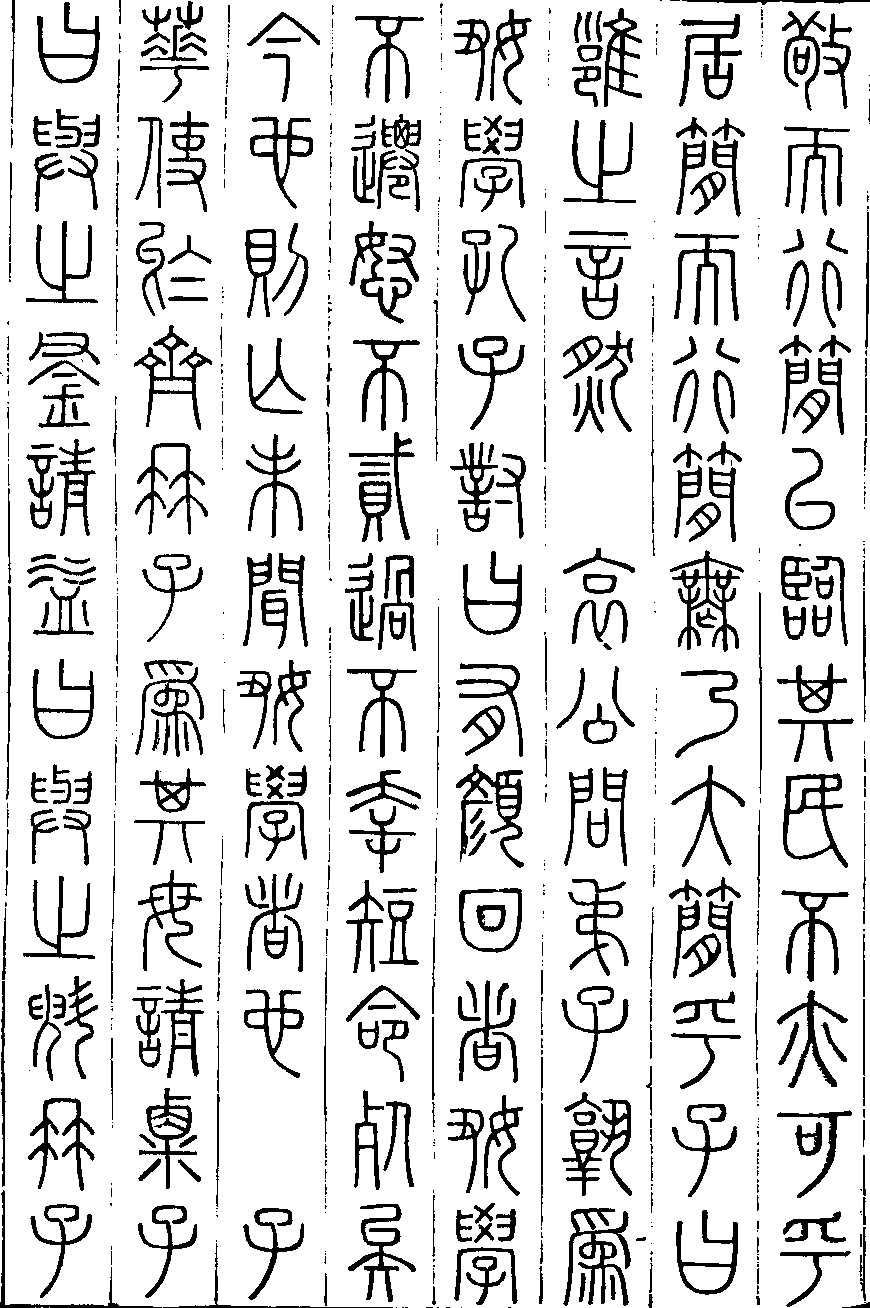 敬而行簡以臨其民不亦可乎
居簡而行簡無乃大簡乎子曰
雍之言然　哀公問弟子孰爲
好學孔子對曰有顏回者好學
不遷怒不貳過不幸短命死矣
今也則亡未聞好學者也　子
華使於齊冉子爲其母請粟子
曰與之釜請益曰與之庾冉子